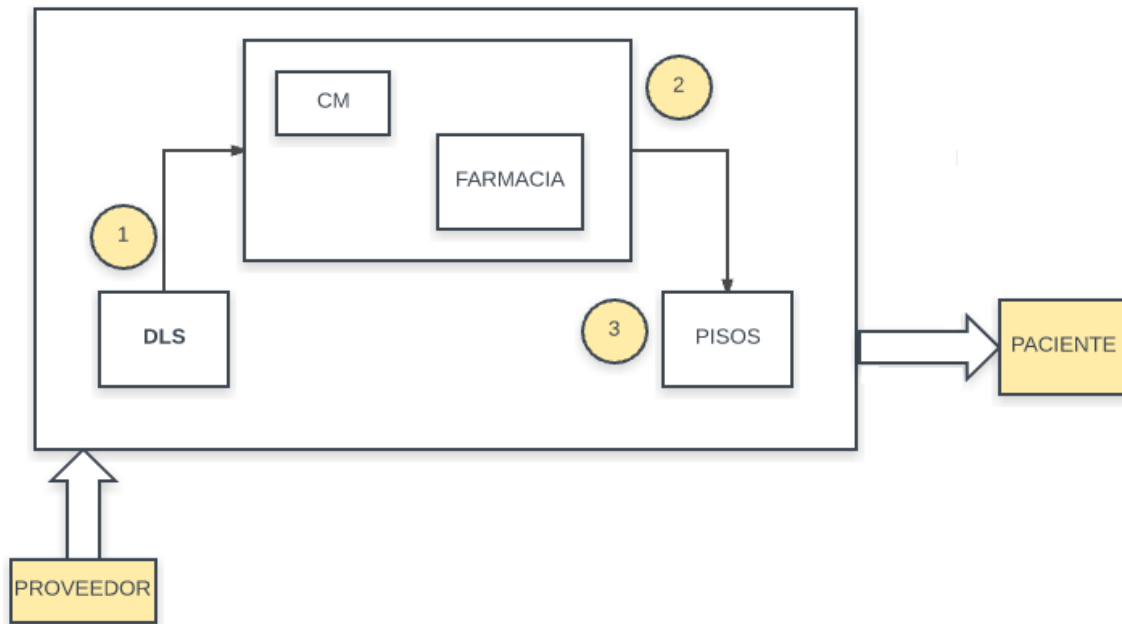 CM
2
FARMACIA
1
DLS
3
PISOS
PACIENTE
PROVEEDOR